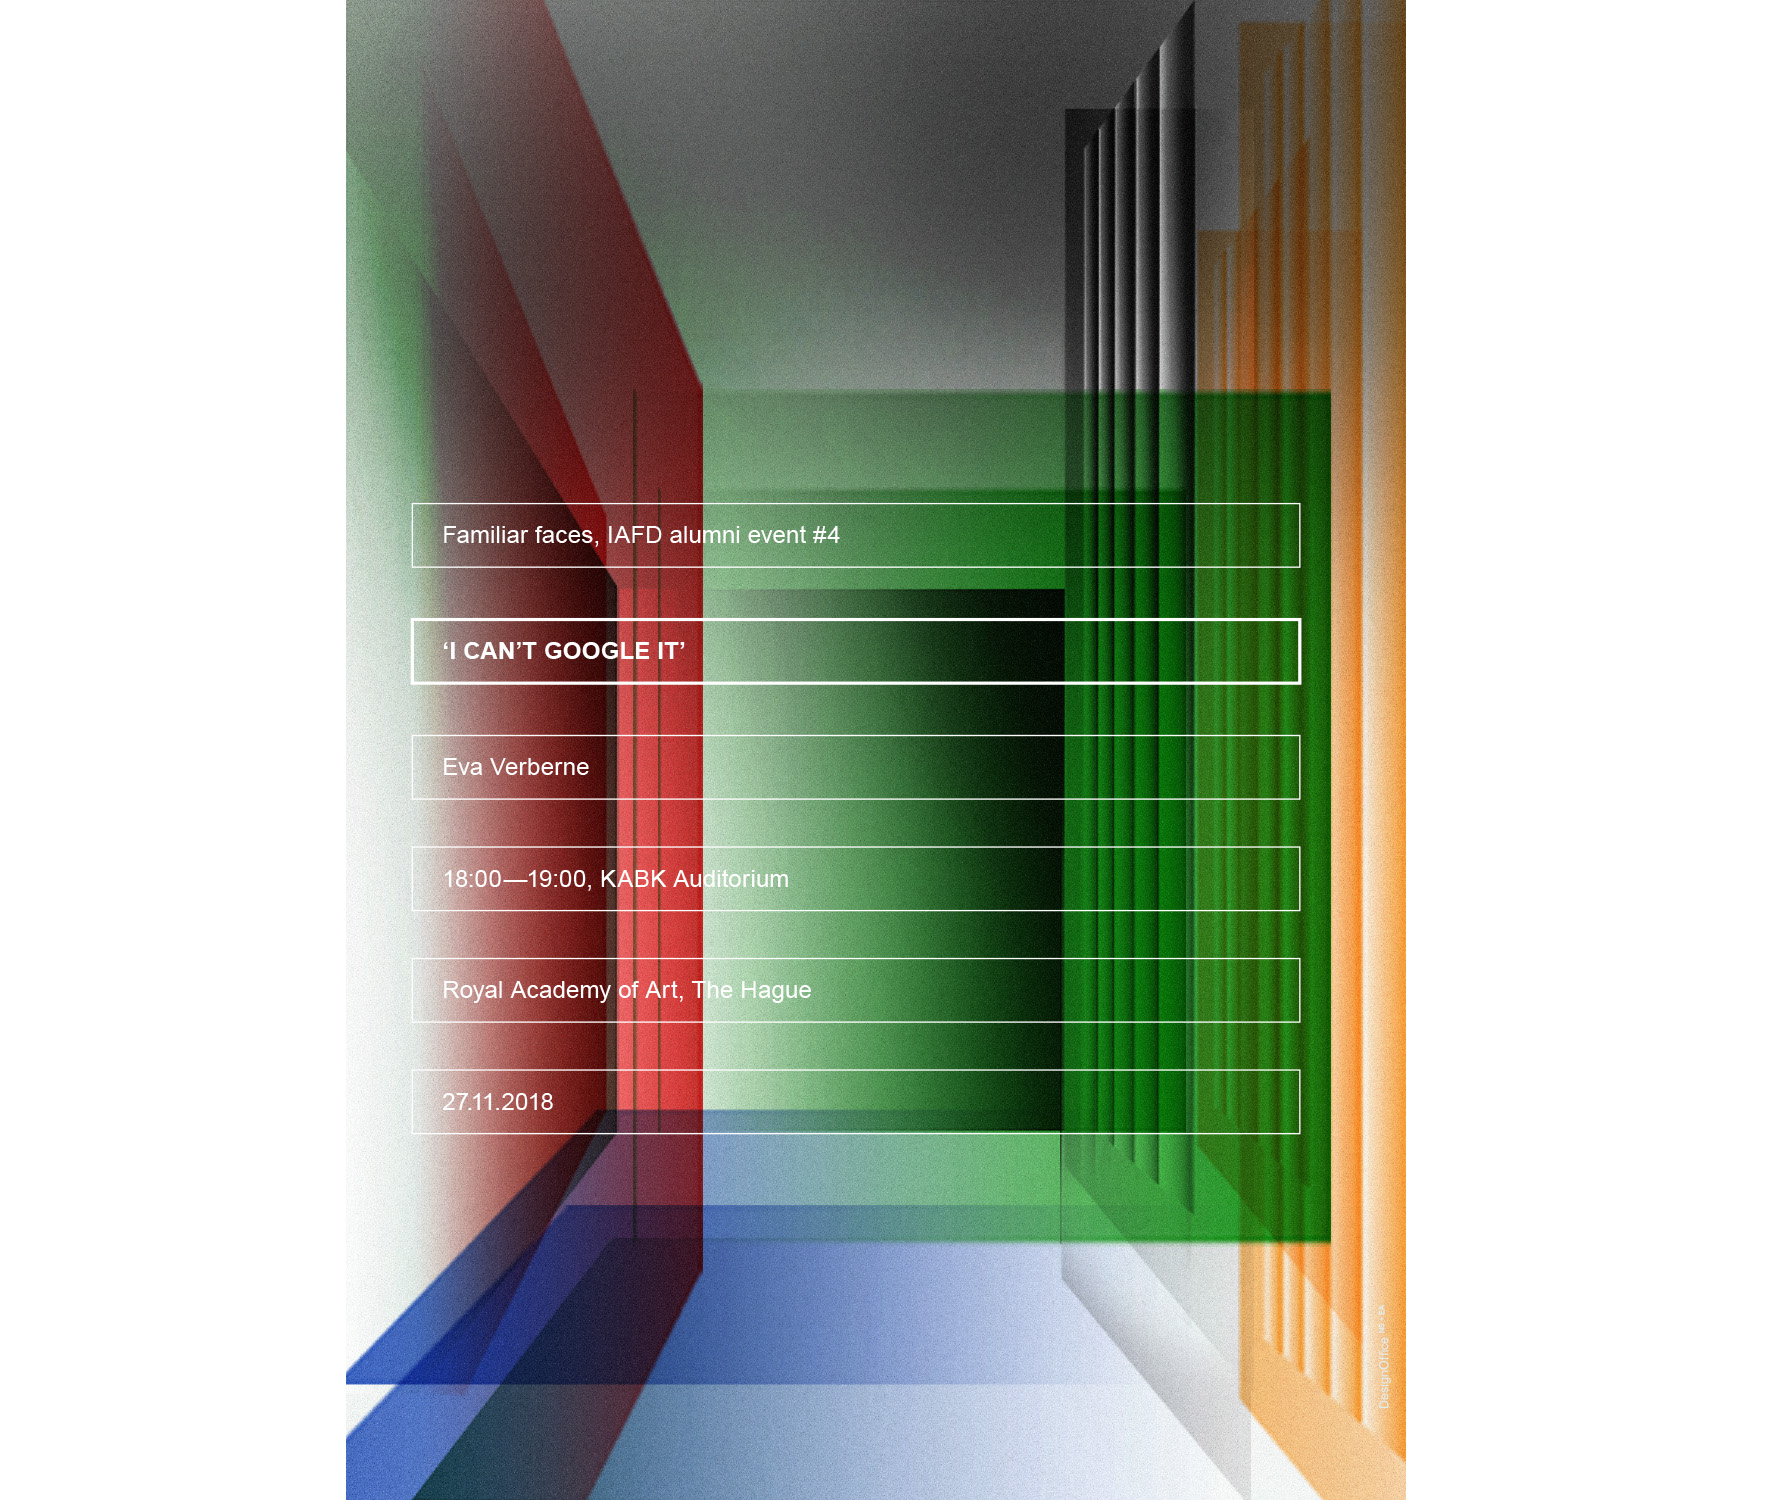 Familiar faces, IAFD alumni event #4
‘I CAN’T GOOGLE IT’
Eva Verberne
18:00—19:00, KABK Auditorium
Royal Academy of Art, The Hague
27.11.2018
DesignOffice